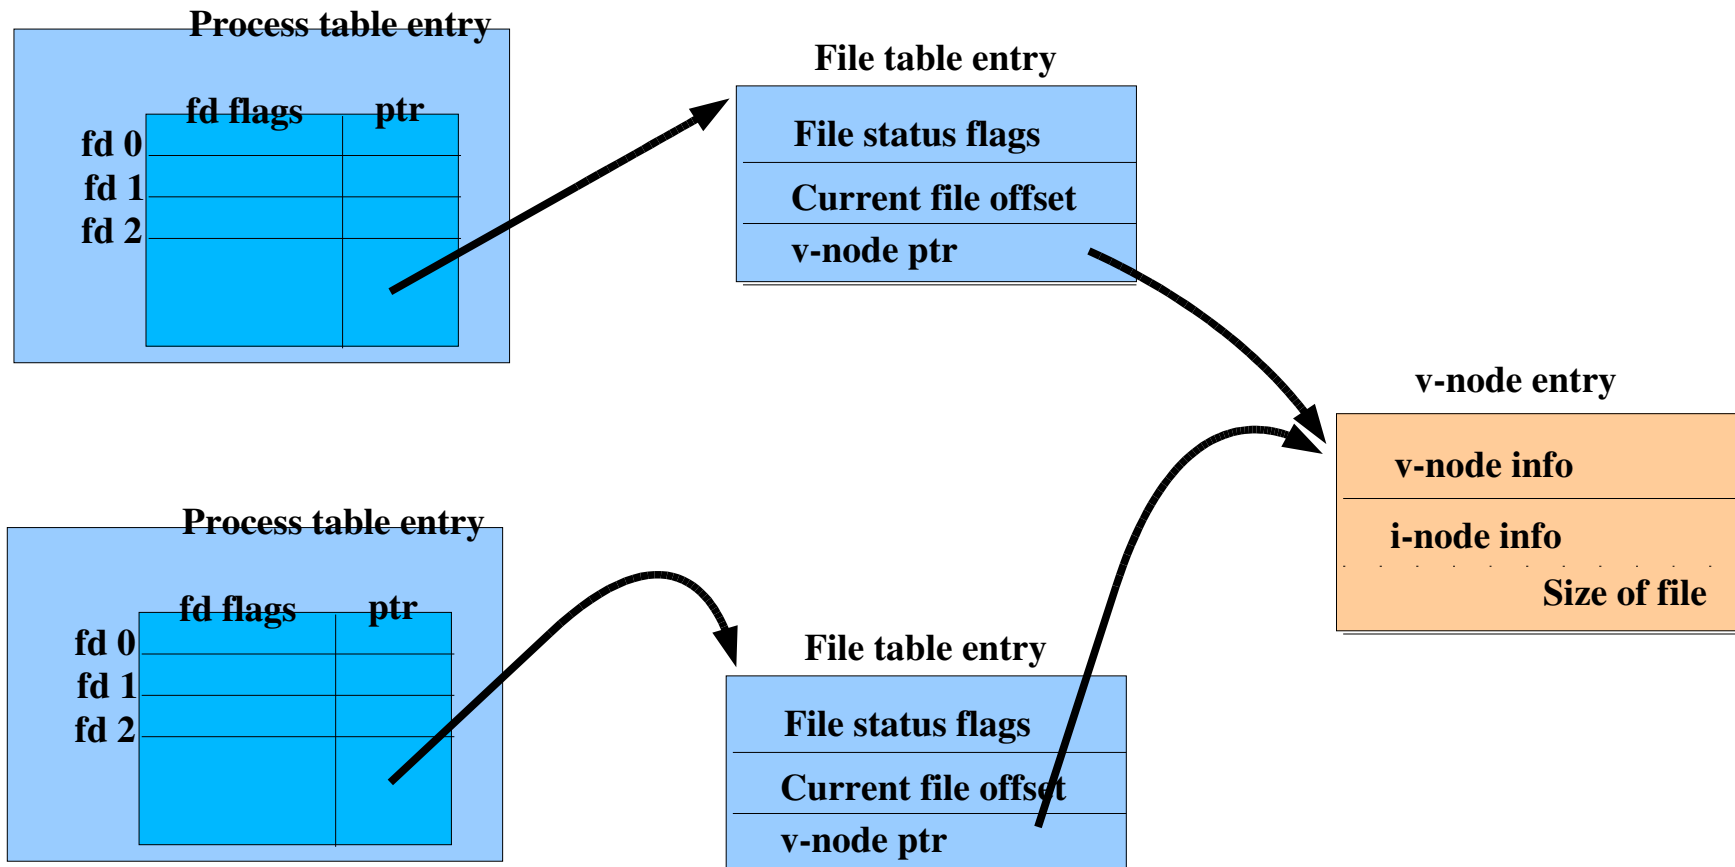 Process table entry
fd flags ptr
fd 0
fd 1
fd 2
File table entry
File status flags
Current file offset
v-node ptr
v-node entry
v-node info
i-node info
Size of file
Process table entry
fd flags ptr
fd 0
fd 1
fd 2
File table entry
File status flags
Current file offset
v-node ptr